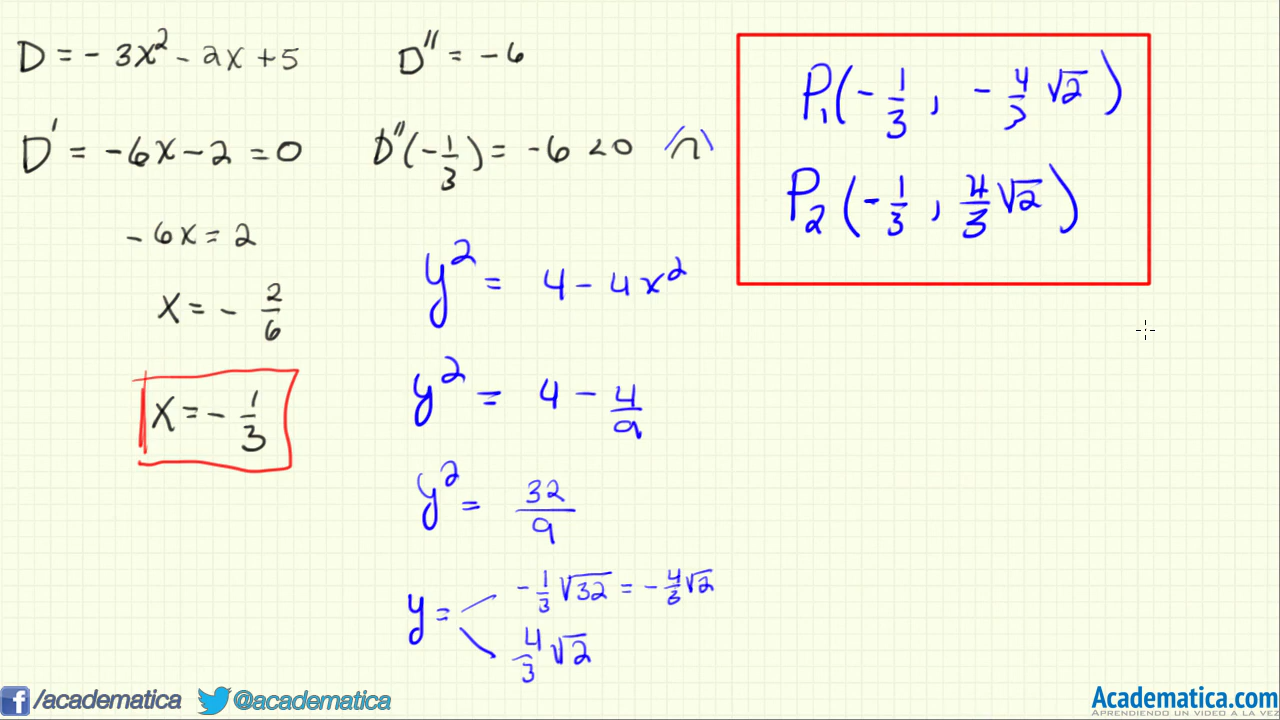 D = - 3x² - 2x + 5
D' = -6x - 2 = 0
- 6x = 2
x = - 2/6
x = - 1/3
D'' = - 6
D''(-1/3) = -6 < 0 ∩
y² = 4 - 4x²
y² = 4 - 4/9
y² = 32/9
y = -1/3 √32 = -4/3 √2
4/3 √2
P₁(-1/3, -4/3 √2)
P₂(-1/3, 4/3 √2)
/academatica @academatica
Academatica.com
APRENDIENDO UN VIDEO A LA VEZ